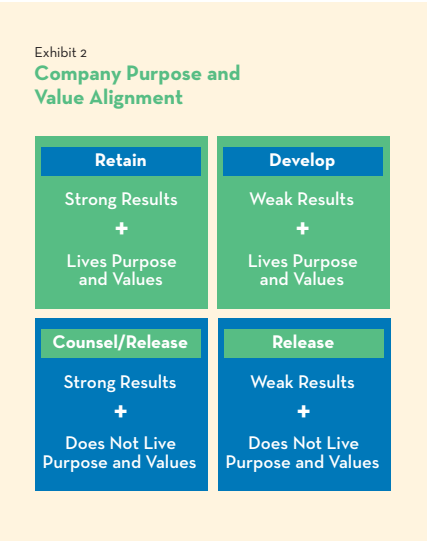 Exhibit 2
Company Purpose and
Value Alignment
Retain
Strong Results
+
Lives Purpose
and Values
Develop
Weak Results
+
Lives Purpose
and Values
Counsel/Release
Strong Results
+
Does Not Live
Purpose and Values
Release
Weak Results
+
Does Not Live
Purpose and Values